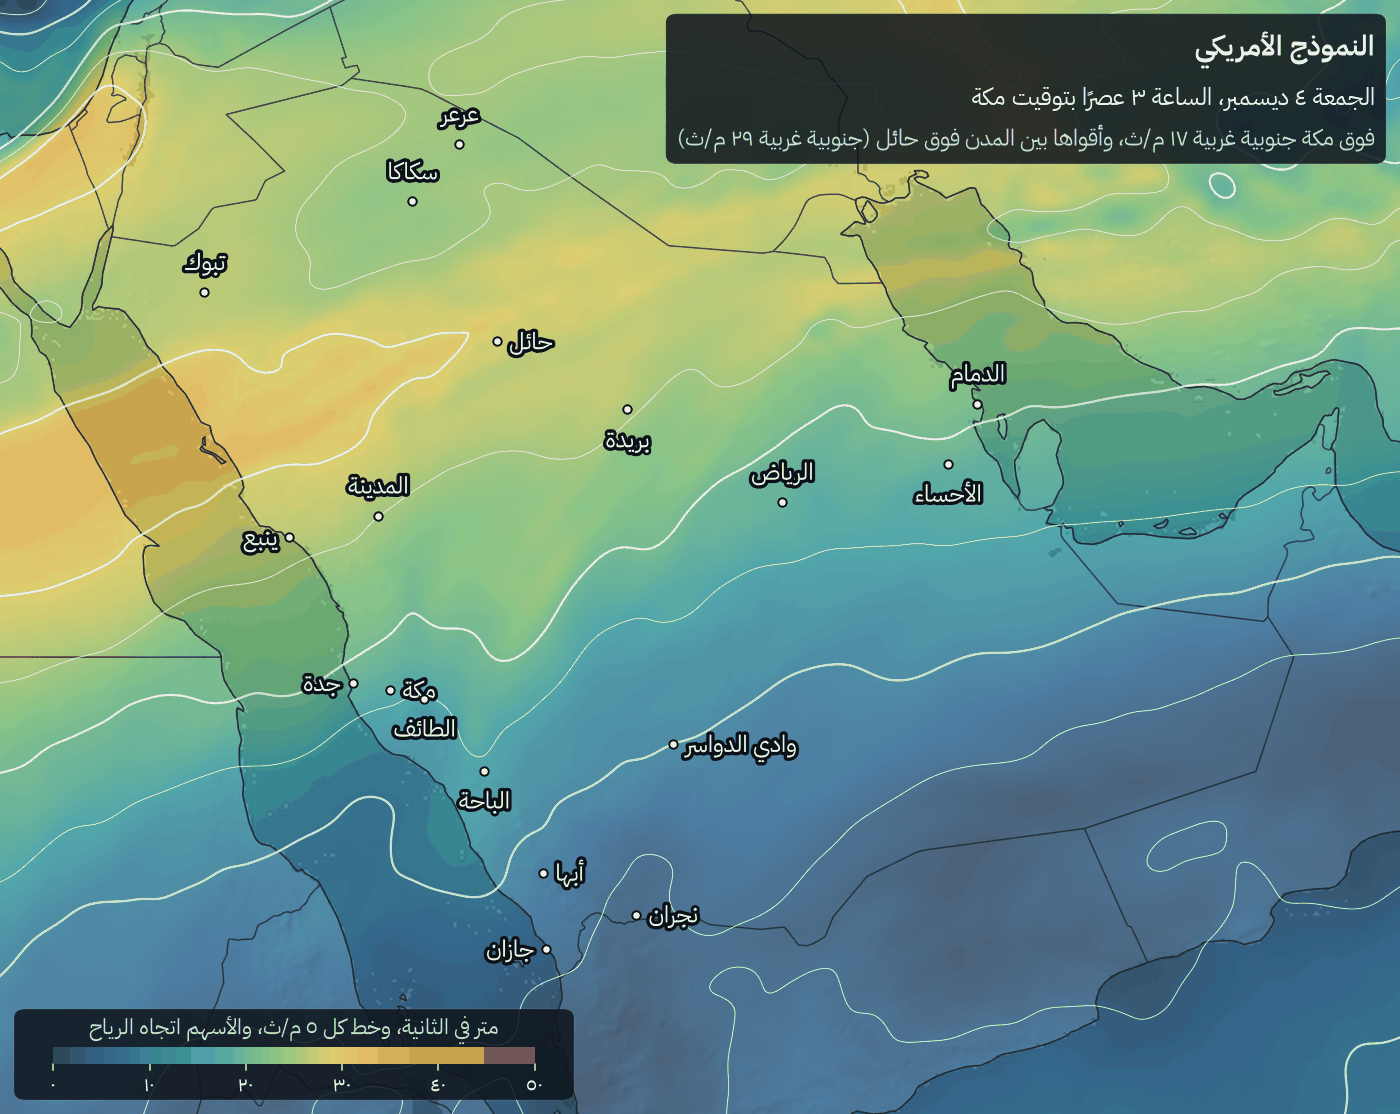 النموذج الأمريكي
الجمعة ٤ ديسمبر، الساعة ٣ عصرًا بتوقيت مكة
فوق مكة جنوبية غربية ١٧ م/ث، وأقواها بين المدن فوق حائل (جنوبية غربية ٢٩ م/ث)
عرعر
سكاكا
تبوك
حائل
الدمام
بريدة
الرياض
المدينة
الأحساء
ينبع
جدة
مكة
الطائف
وادي الدواسر
الباحة
أبها
نجران
جازان
متر في الثانية، وخط كل ٥ م/ث، والأسهم اتجاه الرياح
٠ ١٠ ٢٠ ٣٠ ٤٠ ٥٠